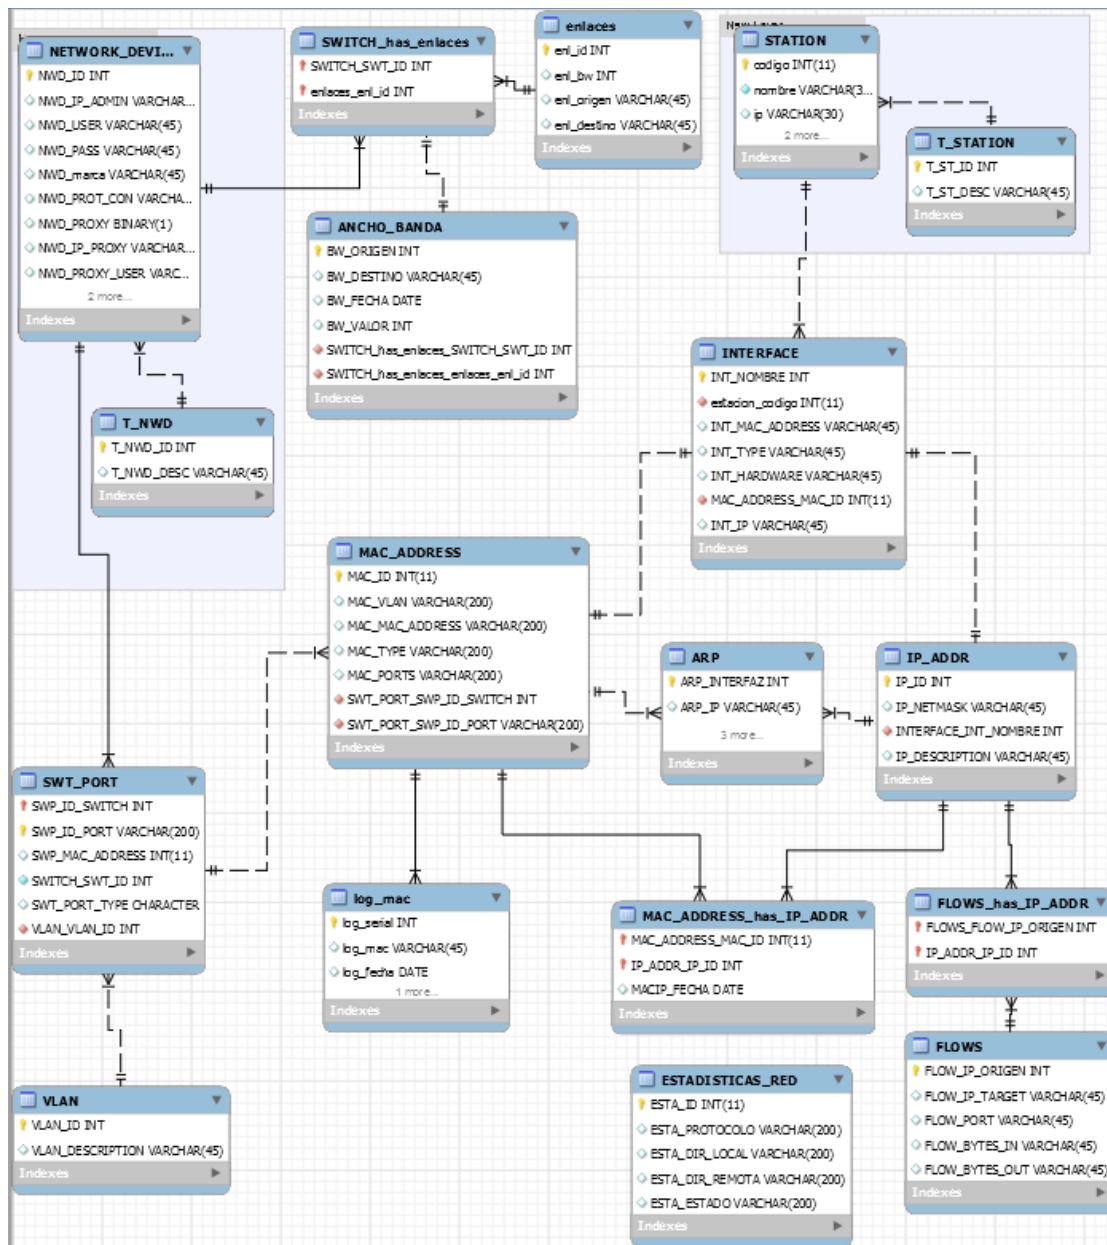 NETWORK_DEVI...
NWD_ID INT
NWD_IP_ADMIN VARCHAR...
NWD_USER VARCHAR(45)
NWD_PASS VARCHAR(45)
NWD_marca VARCHAR(45)
NWD_PROT_CON VARCHA...
NWD_PROXY BINARY(1)
NWD_IP_PROXY VARCHAR...
NWD_PROXY_USER VARC...
2 more...
Indexes
SWITCH_has_enlaces
SWITCH_SWT_ID INT
enlaces_enl_id INT
Indexes
enlaces
enl_id INT
enl_bw INT
enl_origen VARCHAR(45)
enl_destino VARCHAR(45)
Indexes
STATION
codigo INT(11)
nombre VARCHAR(3...
ip VARCHAR(30)
2 more...
Indexes
T_STATION
T_ST_ID INT
T_ST_DESC VARCHAR(45)
Indexes
ANCHO_BANDA
BW_ORIGEN INT
BW_DESTINO VARCHAR(45)
BW_FECHA DATE
BW_VALOR INT
SWITCH_has_enlaces_SWITCH_SWT_ID INT
SWITCH_has_enlaces_enlaces_enl_id INT
Indexes
T_NWD
T_NWD_ID INT
T_NWD_DESC VARCHAR(45)
Indexes
INTERFACE
INT_NOMBRE INT
estacion_codigo INT(11)
INT_MAC_ADDRESS VARCHAR(45)
INT_TYPE VARCHAR(45)
INT_HARDWARE VARCHAR(45)
MAC_ADDRESS_MAC_ID INT(11)
INT_IP VARCHAR(45)
Indexes
MAC_ADDRESS
MAC_ID INT(11)
MAC_VLAN VARCHAR(200)
MAC_MAC_ADDRESS VARCHAR(200)
MAC_TYPE VARCHAR(200)
MAC_PORTS VARCHAR(200)
SWT_PORT_SWP_ID_SWITCH INT
SWT_PORT_SWP_ID_PORT VARCHAR(200)
Indexes
ARP
ARP_INTERFAZ INT
ARP_IP VARCHAR(45)
3 more...
Indexes
IP_ADDR
IP_ID INT
IP_NETMASK VARCHAR(45)
INTERFACE_INT_NOMBRE INT
IP_DESCRIPTION VARCHAR(45)
Indexes
SWT_PORT
SWP_ID_SWITCH INT
SWP_ID_PORT VARCHAR(200)
SWP_MAC_ADDRESS INT(11)
SWITCH_SWT_ID INT
SWT_PORT_TYPE CHARACTER
VLAN_VLAN_ID INT
Indexes
log_mac
log_serial INT
log_mac VARCHAR(45)
log_fecha DATE
1 more...
Indexes
MAC_ADDRESS_has_IP_ADDR
MAC_ADDRESS_MAC_ID INT(11)
IP_ADDR_IP_ID INT
MACIP_FECHA DATE
Indexes
FLOWS_has_IP_ADDR
FLOWS_FLOW_IP_ORIGEN INT
IP_ADDR_IP_ID INT
Indexes
FLOWS
FLOW_IP_ORIGEN INT
FLOW_IP_TARGET VARCHAR(45)
FLOW_PORT VARCHAR(45)
FLOW_BYTES_IN VARCHAR(45)
FLOW_BYTES_OUT VARCHAR(45)
Indexes
VLAN
VLAN_ID INT
VLAN_DESCRIPTION VARCHAR(45)
Indexes
ESTADISTICAS_RED
ESTA_ID INT(11)
ESTA_PROTOCOLO VARCHAR(200)
ESTA_DIR_LOCAL VARCHAR(200)
ESTA_DIR_REMOTA VARCHAR(200)
ESTA_ESTADO VARCHAR(200)
Indexes